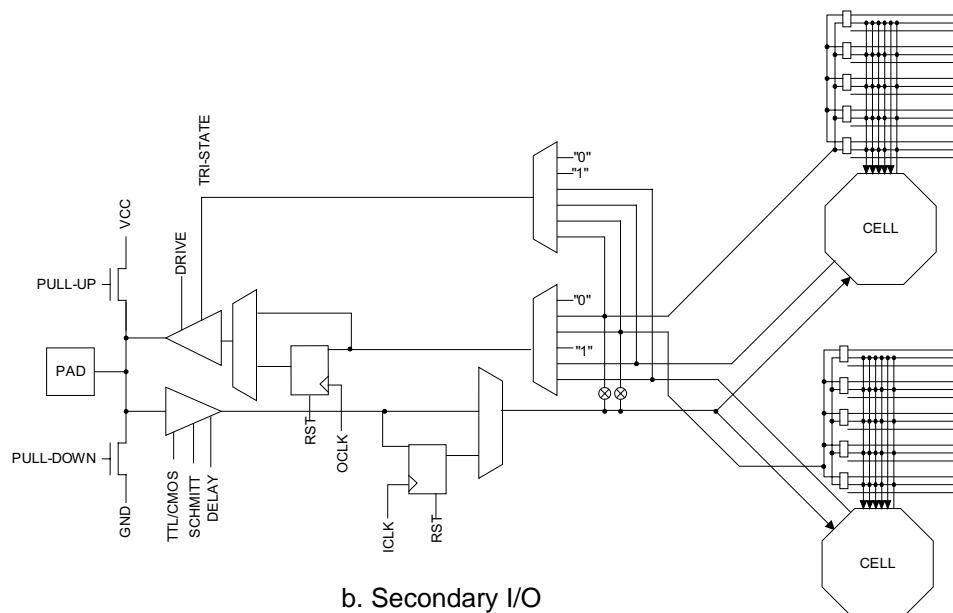 TRI-STATE
"0"
"1"
VCC
CELL
DRIVE
PULL-UP
"0"
"1"
PAD
RST
OCLK
PULL-DOWN
GND
TTL/CMOS
SCHMITT
DELAY
ICLK
RST
CELL
b. Secondary I/O